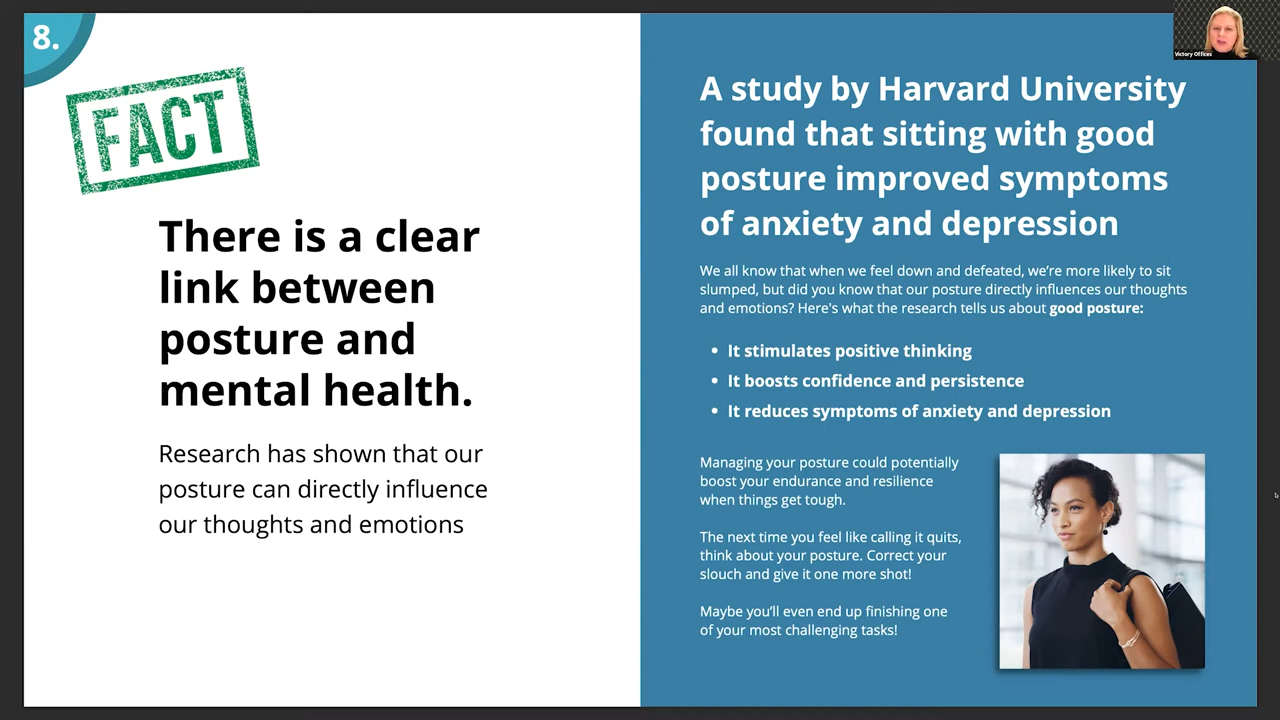 8.
FACT
There is a clear
link between
posture and
mental health.
Research has shown that our
posture can directly influence
our thoughts and emotions
A study by Harvard University
found that sitting with good
posture improved symptoms
of anxiety and depression
We all know that when we feel down and defeated, we’re more likely to sit
slumped, but did you know that our posture directly influences our thoughts
and emotions? Here's what the research tells us about good posture:
• It stimulates positive thinking
• It boosts confidence and persistence
• It reduces symptoms of anxiety and depression
Managing your posture could potentially
boost your endurance and resilience
when things get tough.
The next time you feel like calling it quits,
think about your posture. Correct your
slouch and give it one more shot!
Maybe you’ll even end up finishing one
of your most challenging tasks!
Victory Offices